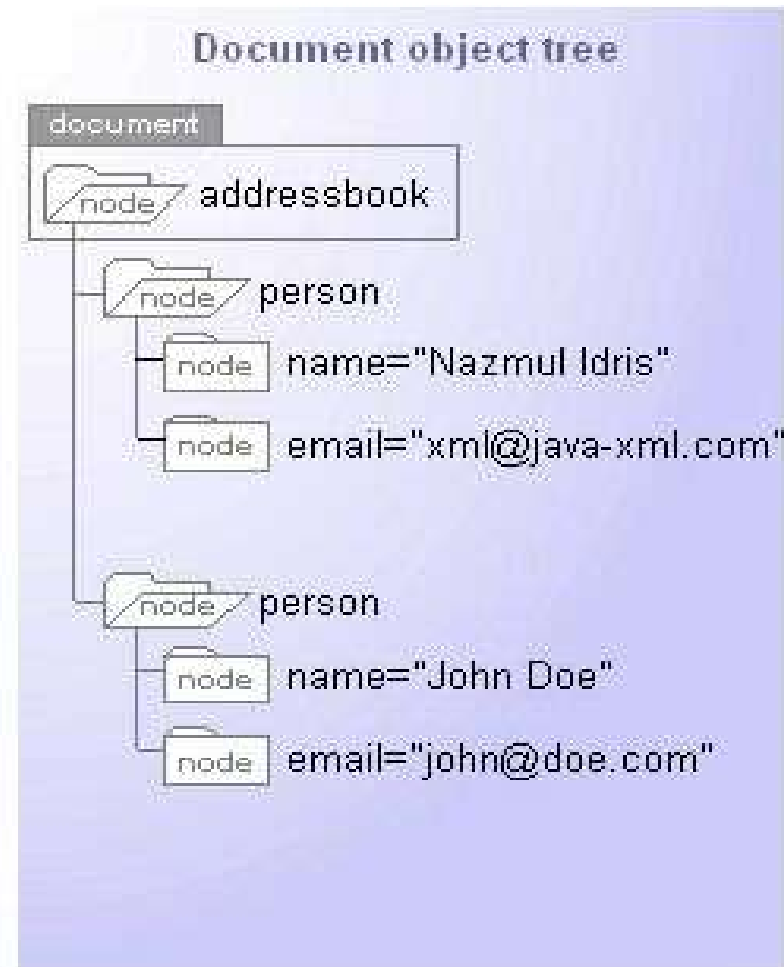 Document object tree
document
node addressbook
node person
node name="Nazmul Idris"
node email="xml@java-xml.com"
node person
node name="John Doe"
node email="john@doe.com"